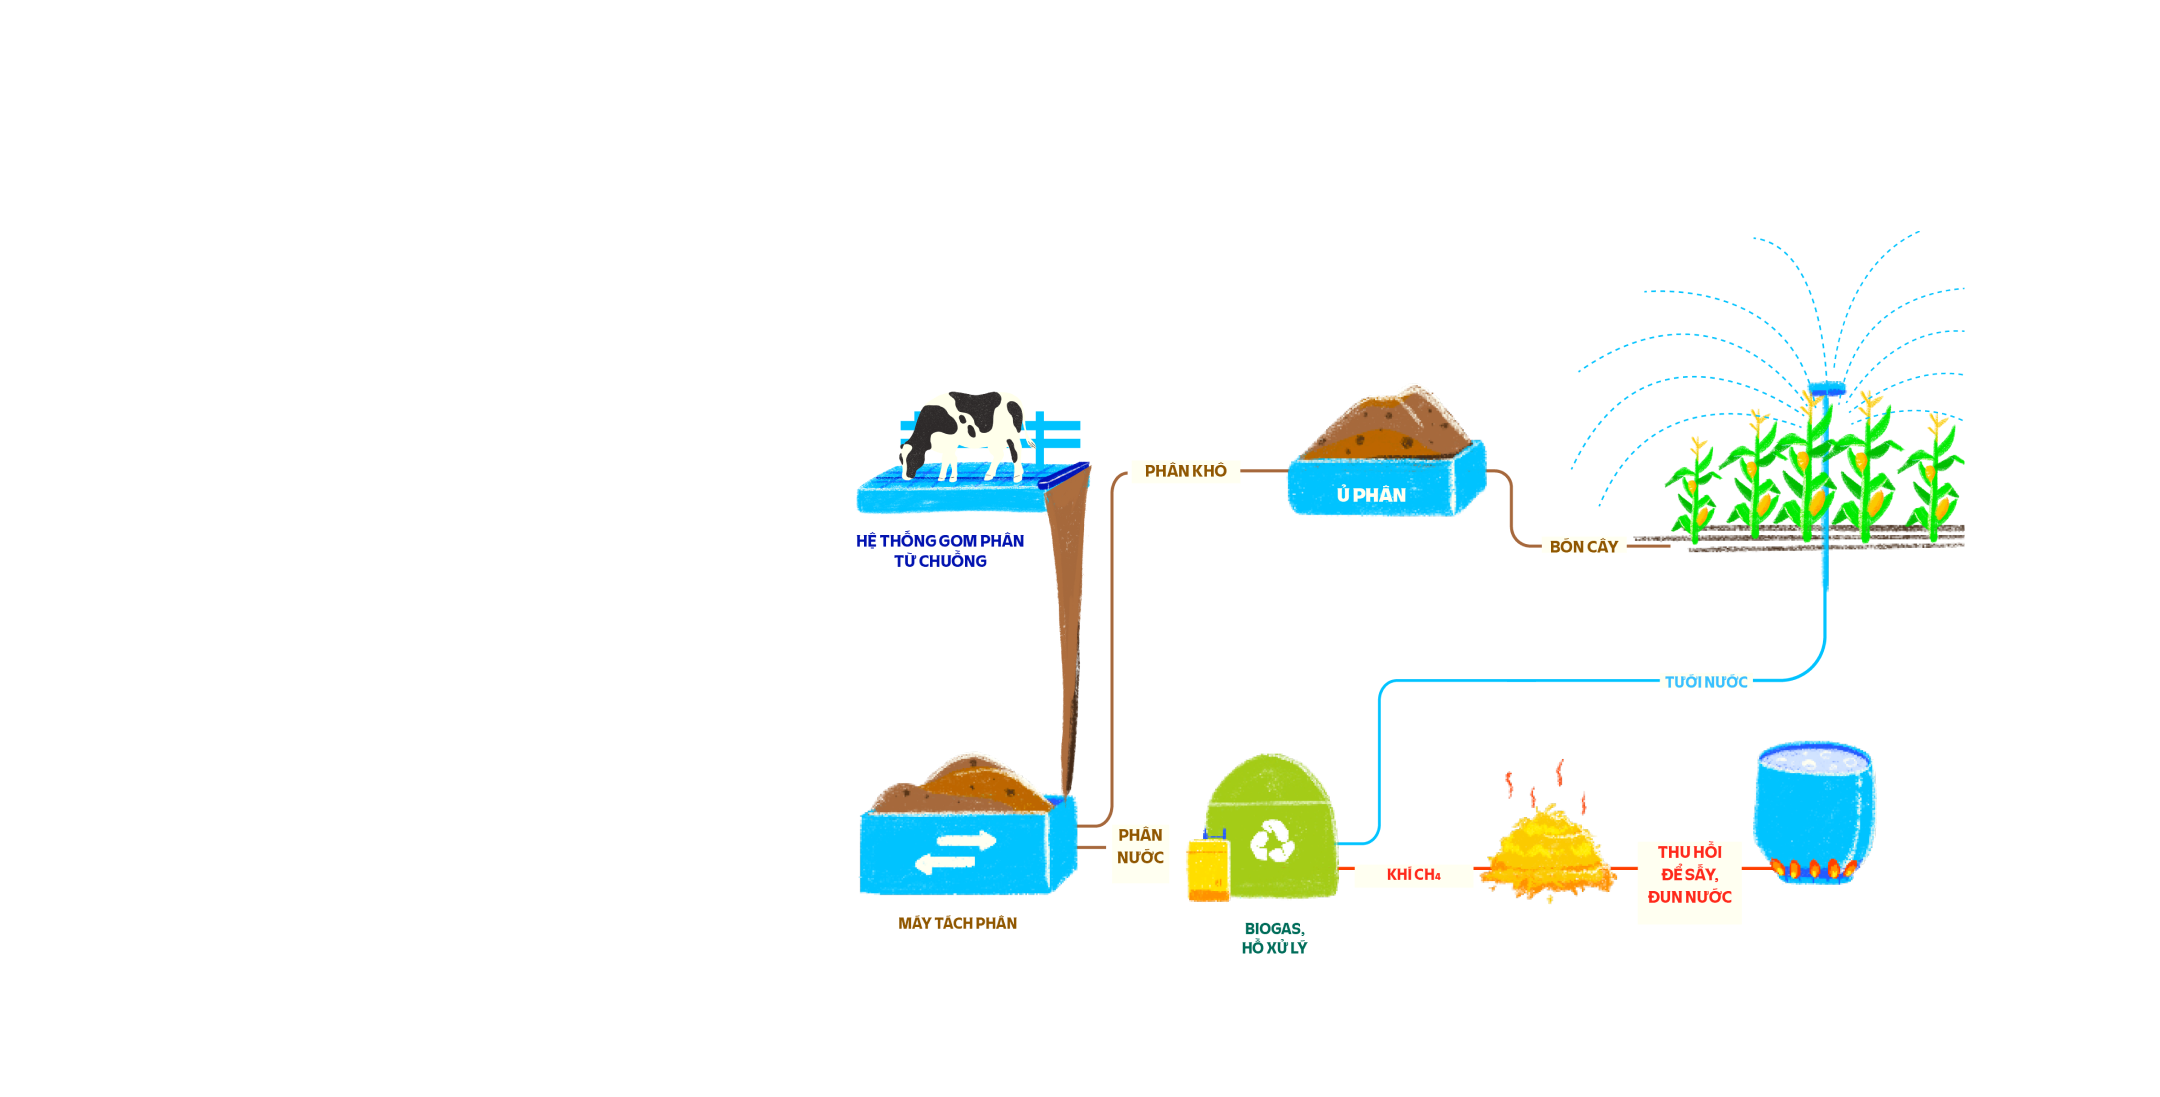 PHÂN KHÔ
Ủ PHÂN
HỆ THỐNG GOM PHÂN
TỪ CHUỒNG
BÓN CÂY
TƯỚI NƯỚC
PHÂN
NƯỚC
THU HỒI
ĐỂ SẤY,
ĐUN NƯỚC
KHÍ CH₄
MÁY TÁCH PHÂN
BIOGAS,
HỒ XỬ LÝ